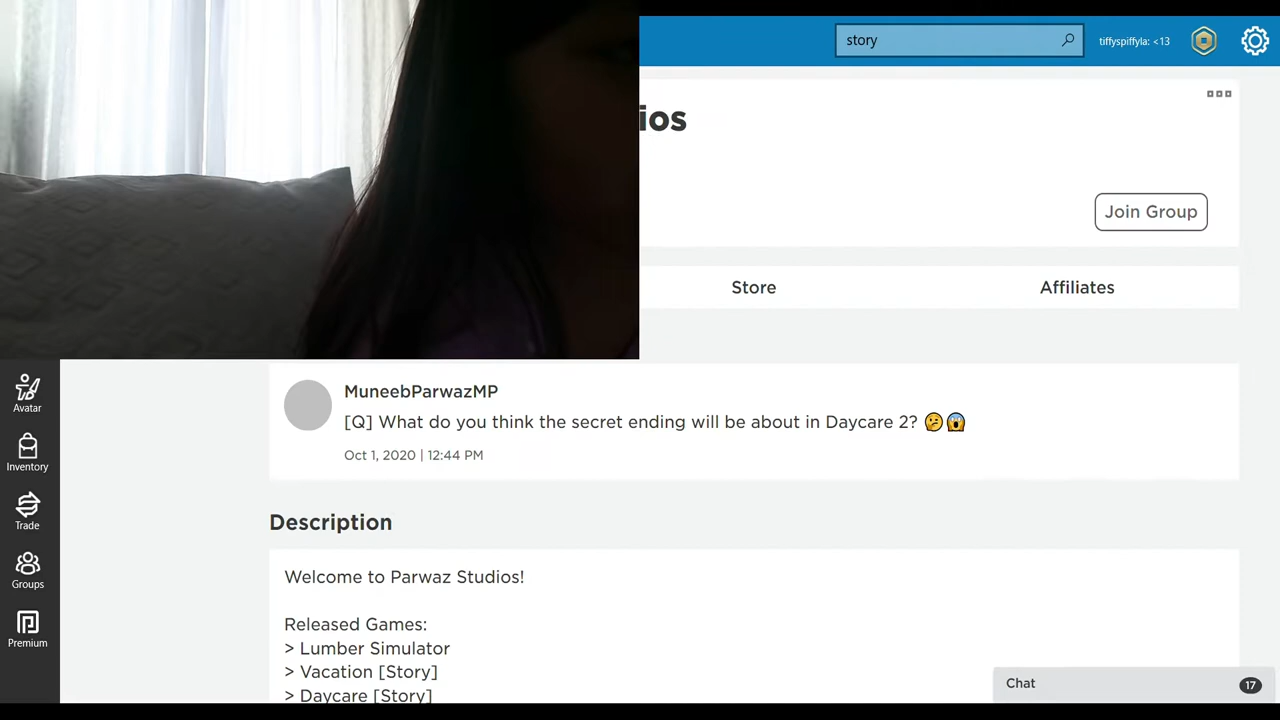 story
tiffyspiffyla: <13
ios
Join Group
Store
Affiliates
MuneebParwazMP
[Q] What do you think the secret ending will be about in Daycare 2? 🤔😱
Oct 1, 2020 | 12:44 PM
Avatar
Inventory
Trade
Groups
Premium
Description
Welcome to Parwaz Studios!
Released Games:
> Lumber Simulator
> Vacation [Story]
> Daycare [Story]
Chat
17